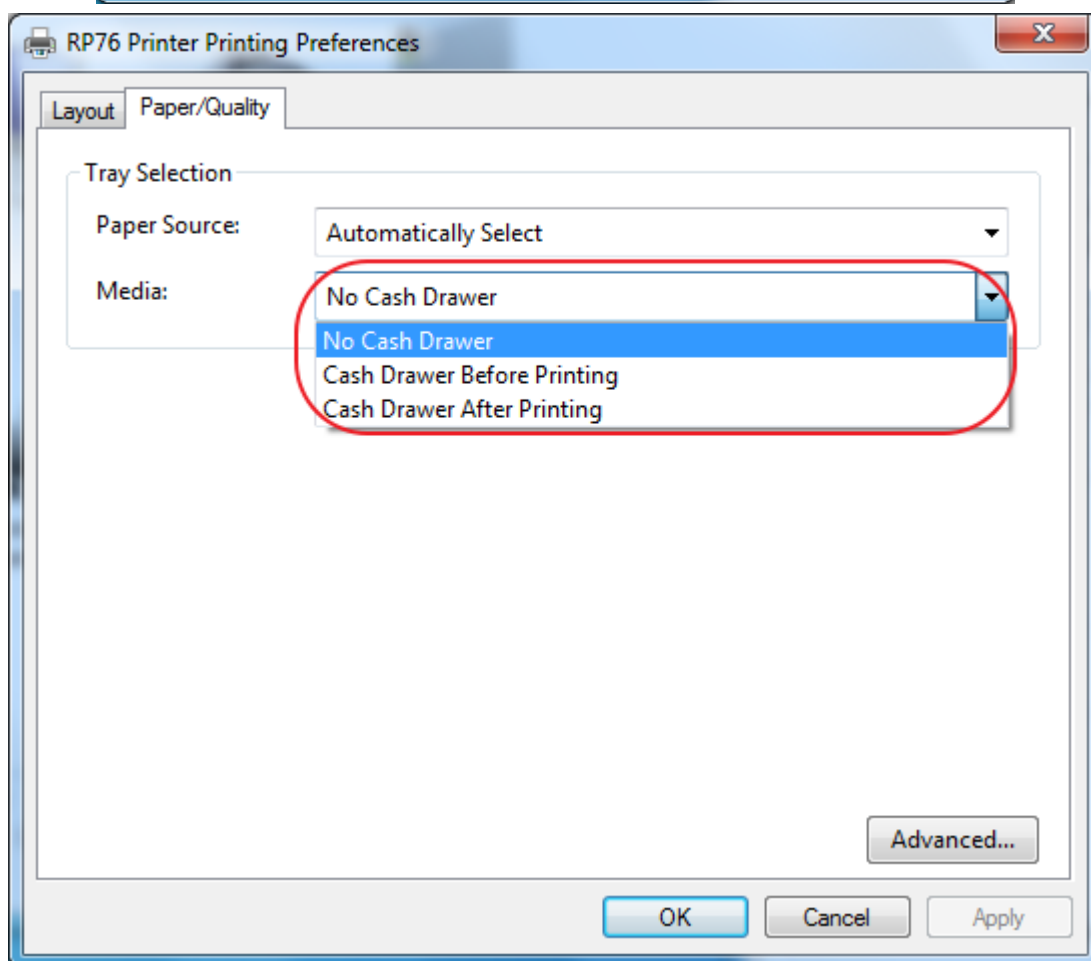 RP76 Printer Printing Preferences
Layout
Paper/Quality
Tray Selection
Paper Source:
Automatically Select
Media:
No Cash Drawer
No Cash Drawer
Cash Drawer Before Printing
Cash Drawer After Printing
Advanced...
OK
Cancel
Apply